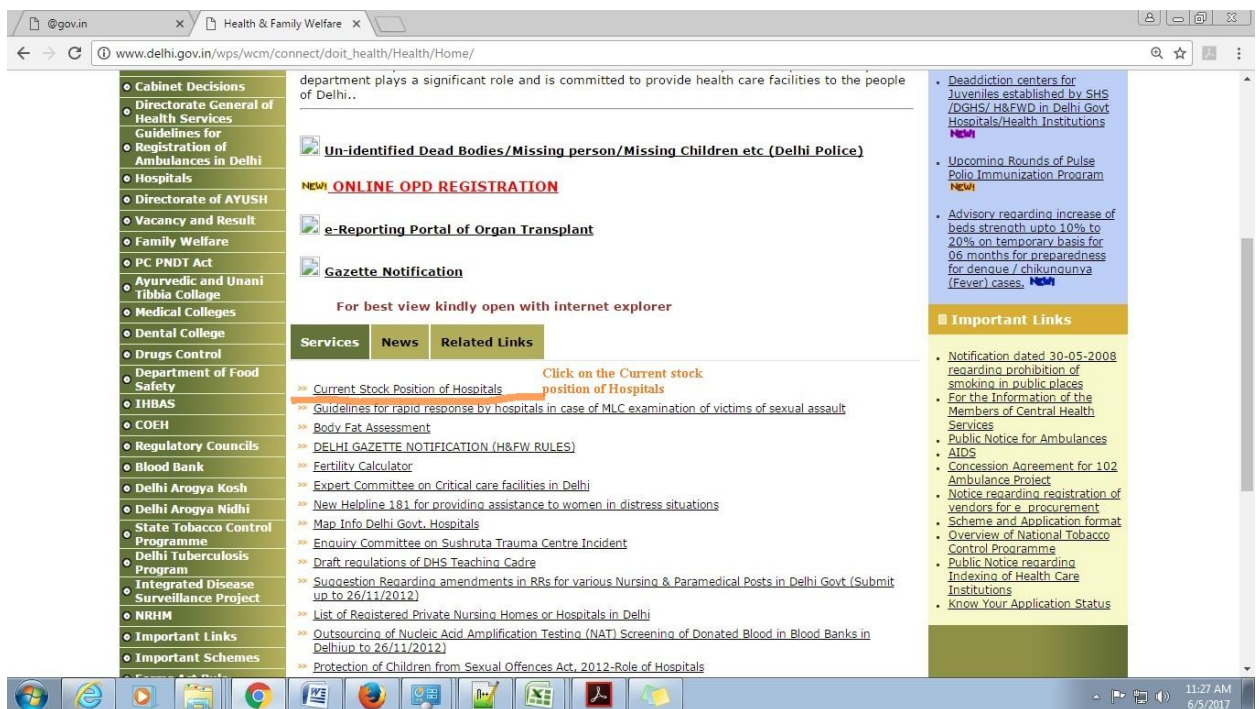 @gov.in
Health & Fam
ily Welfare
www.delhi.gov.in/wps/wcm/connect/doit_health/Health/Home/
Cabinet Decisions
Directorate General of
Health Services
Guidelines for
Registration of
Ambulances in Delhi
Hospitals
Directorate of AYUSH
Vacancy and Result
Family Welfare
PC PNDT Act
Ayurvedic and Unani
Tibbia Collage
Medical Colleges
Dental College
Drugs Control
Department of Food
Safety
IHBAS
COEH
Regulatory Councils
Blood Bank
Delhi Arogya Kosh
Delhi Arogya Nidhi
State Tobacco Control
Programme
Delhi Tuberculosis
Program
Integrated Disease
Surveillance Project
NRHM
Important Links
Important Schemes
department plays a significant role and is committed to provide health care facilities to the people
of Delhi..
Un-identified Dead Bodies/Missing person/Missing Children etc (Delhi Police)
NEW! ONLINE OPD REGISTRATION
e-Reporting Portal of Organ Transplant
Gazette Notification
For best view kindly open with internet explorer
Services News Related Links
Click on the Current stock
position of Hospitals
Current Stock Position of Hospitals
Guidelines for rapid response by hospitals in case of MLC examination of victims of sexual assault
Body Fat Assessment
DELHI GAZETTE NOTIFICATION (H&FW RULES)
Fertility Calculator
Expert Committee on Critical care facilities in Delhi
New Helpline 181 for providing assistance to women in distress situations
Map Info Delhi Govt. Hospitals
Enquiry Committee on Sushruta Trauma Centre Incident
Draft regulations of DHS Teaching Cadre
Suggestion Regarding amendments in RRs for various Nursing & Paramedical Posts in Delhi Govt (Submit
up to 26/11/2012)
List of Registered Private Nursing Homes or Hospitals in Delhi
Outsourcing of Nucleic Acid Amplification Testing (NAT) Screening of Donated Blood in Blood Banks in
Delhiup to 26/11/2012)
Protection of Children from Sexual Offences Act, 2012-Role of Hospitals
Deaddiction centers for
Juveniles established by SHS
/DGHS/ H&FWD in Delhi Govt
Hospitals/Health Institutions
NEW!
Upcoming Rounds of Pulse
Polio Immunization Program
NEW!
Advisory regarding increase of
beds strength upto 10% to
20% on temporary basis for
06 months for preparedness
for dengue / chikungunya
(Fever) cases. NEW!
Important Links
Notification dated 30-05-2008
regarding prohibition of
smoking in public places
For the Information of the
Members of Central Health
Services
Public Notice for Ambulances
AIDS
Concession Agreement for 102
Ambulance Project
Notice regarding registration of
vendors for e_procurement
Scheme and Application format
Overview of National Tobacco
Control Programme
Public Notice regarding
Indexing of Health Care
Institutions
Know Your Application Status
11:27 AM
6/5/2017